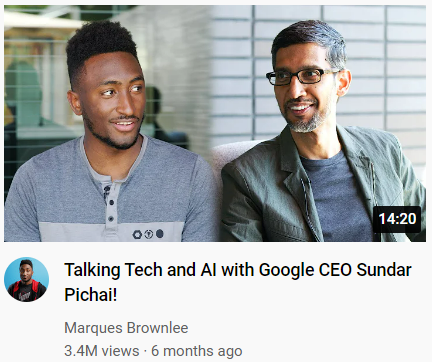 14:20
Talking Tech and AI with Google CEO Sundar
Pichai!
Marques Brownlee
3.4M views · 6 months ago